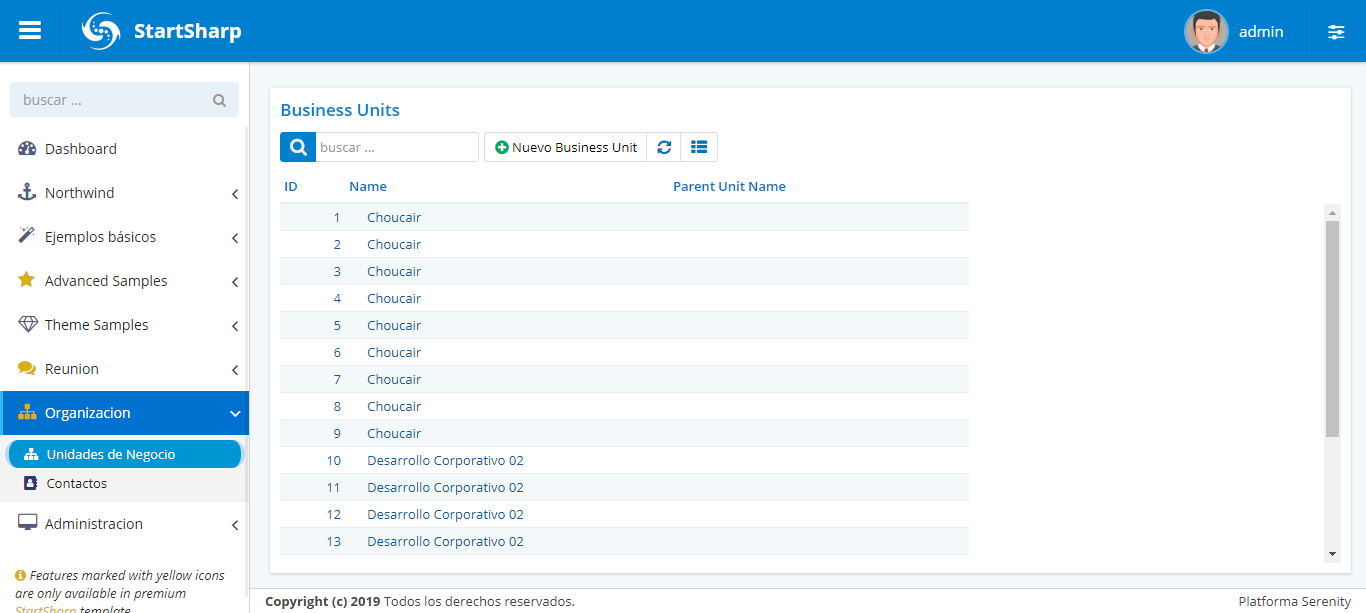 StartSharp
admin
buscar ...
Dashboard
Northwind
Ejemplos básicos
Advanced Samples
Theme Samples
Reunion
Organizacion
Unidades de Negocio
Contactos
Administracion
Features marked with yellow icons
are only available in premium
StartSharp template
Business Units
buscar ...
Nuevo Business Unit
ID Name Parent Unit Name
1 Choucair
2 Choucair
3 Choucair
4 Choucair
5 Choucair
6 Choucair
7 Choucair
8 Choucair
9 Choucair
10 Desarrollo Corporativo 02
11 Desarrollo Corporativo 02
12 Desarrollo Corporativo 02
13 Desarrollo Corporativo 02
Copyright (c) 2019 Todos los derechos reservados.
Platforma Serenity